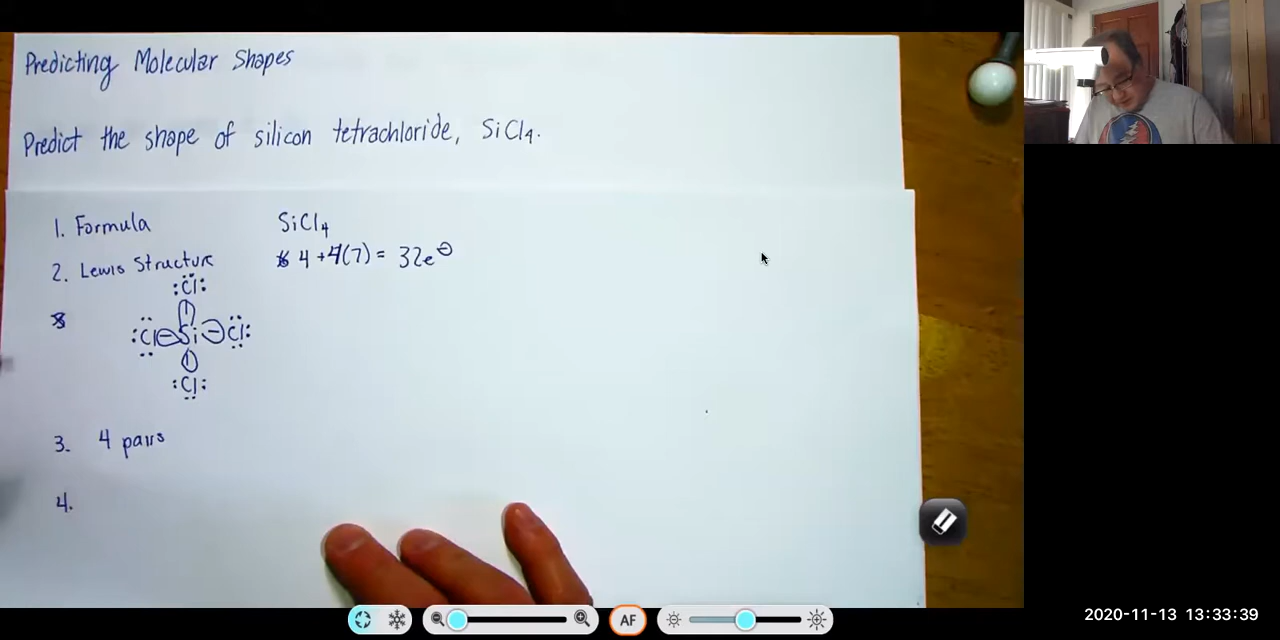 Predicting Molecular Shapes
Predict the shape of silicon tetrachloride, SiCl₄.
1. Formula SiCl₄
2. Lewis Structure 4 + 4(7) = 32e⊖
:Cl:
:Cl Si Cl:
:Cl:
3. 4 pairs
4.
AF
2020-11-13 13:33:39